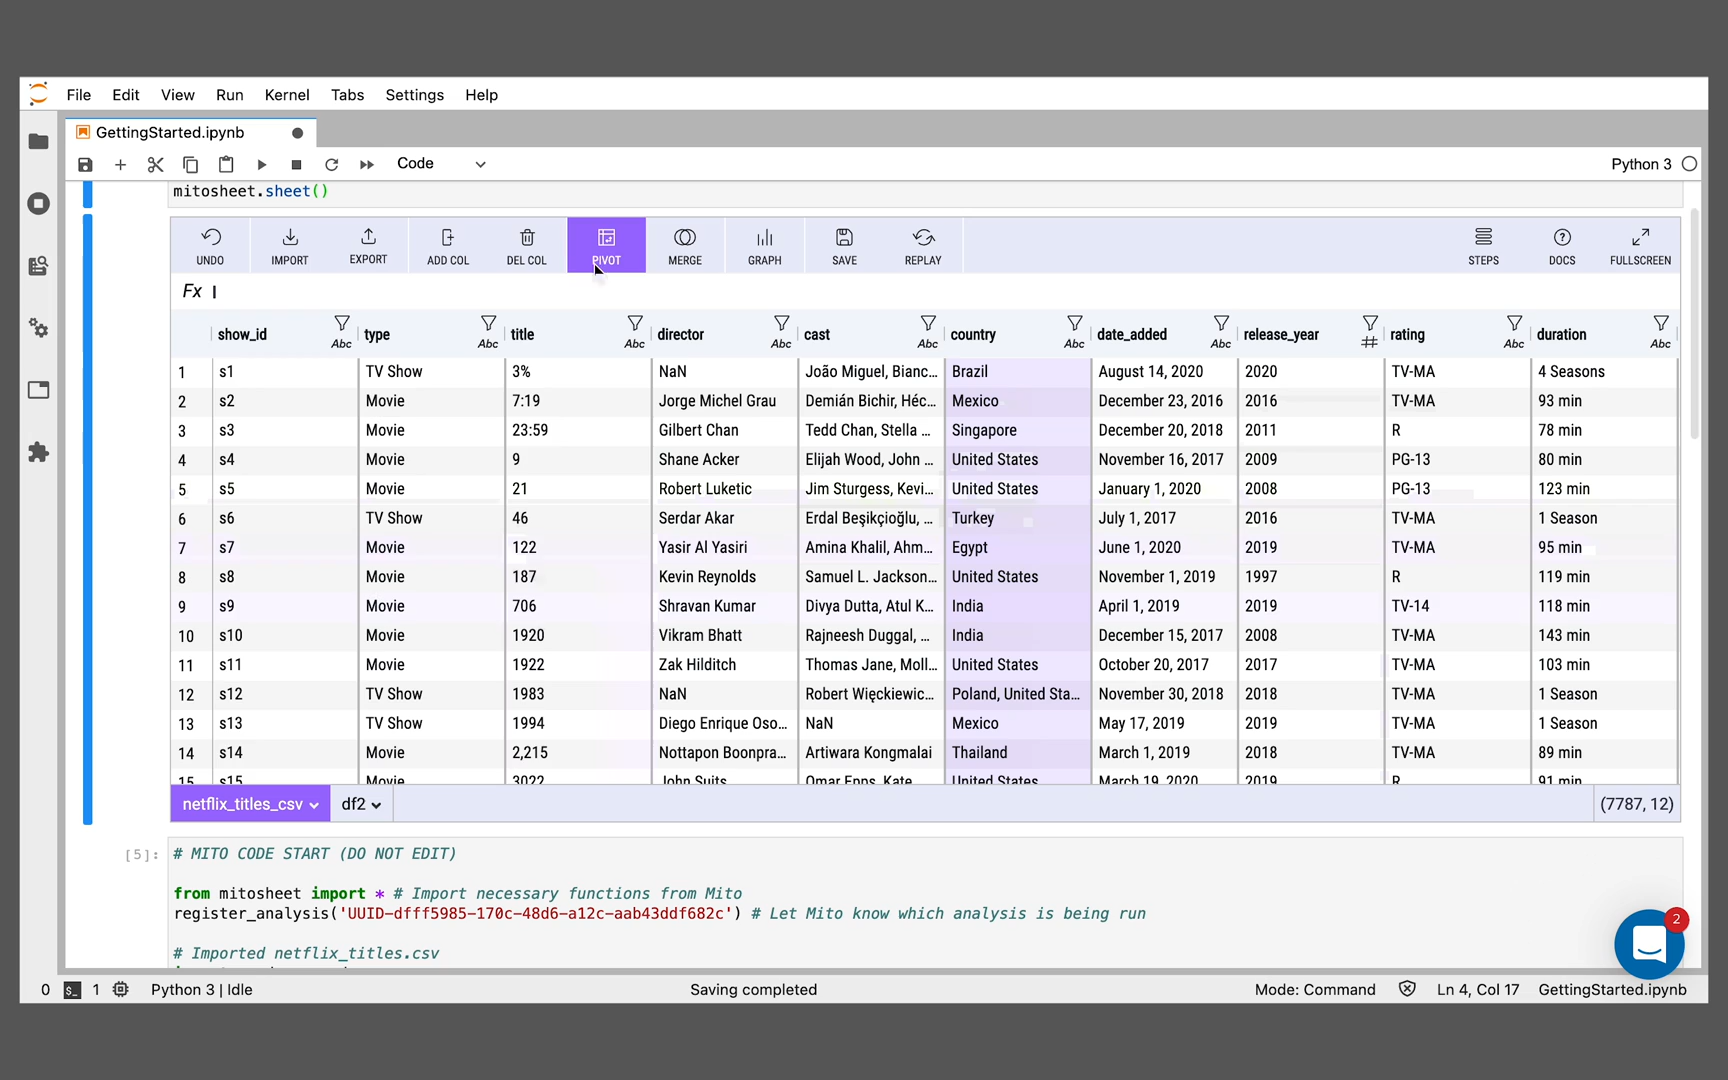 File Edit View Run Kernel Tabs Settings Help
GettingStarted.ipynb
Code
Python 3
mitosheet.sheet()
UNDO IMPORT EXPORT ADD COL DEL COL PIVOT MERGE GRAPH SAVE REPLAY STEPS DOCS FULLSCREEN
Fx
show_id Abc type Abc title Abc director Abc cast Abc country Abc date_added Abc release_year # rating Abc duration Abc
1 s1 TV Show 3% NaN João Miguel, Bianc... Brazil August 14, 2020 2020 TV-MA 4 Seasons
2 s2 Movie 7:19 Jorge Michel Grau Demián Bichir, Héc... Mexico December 23, 2016 2016 TV-MA 93 min
3 s3 Movie 23:59 Gilbert Chan Tedd Chan, Stella ... Singapore December 20, 2018 2011 R 78 min
4 s4 Movie 9 Shane Acker Elijah Wood, John ... United States November 16, 2017 2009 PG-13 80 min
5 s5 Movie 21 Robert Luketic Jim Sturgess, Kevi... United States January 1, 2020 2008 PG-13 123 min
6 s6 TV Show 46 Serdar Akar Erdal Beşikçioğlu, ... Turkey July 1, 2017 2016 TV-MA 1 Season
7 s7 Movie 122 Yasir Al Yasiri Amina Khalil, Ahm... Egypt June 1, 2020 2019 TV-MA 95 min
8 s8 Movie 187 Kevin Reynolds Samuel L. Jackson... United States November 1, 2019 1997 R 119 min
9 s9 Movie 706 Shravan Kumar Divya Dutta, Atul K... India April 1, 2019 2019 TV-14 118 min
10 s10 Movie 1920 Vikram Bhatt Rajneesh Duggal, ... India December 15, 2017 2008 TV-MA 143 min
11 s11 Movie 1922 Zak Hilditch Thomas Jane, Moll... United States October 20, 2017 2017 TV-MA 103 min
12 s12 TV Show 1983 NaN Robert Więckiewic... Poland, United Sta... November 30, 2018 2018 TV-MA 1 Season
13 s13 TV Show 1994 Diego Enrique Oso... NaN Mexico May 17, 2019 2019 TV-MA 1 Season
14 s14 Movie 2,215 Nottapon Boonpra... Artiwara Kongmalai Thailand March 1, 2019 2018 TV-MA 89 min
15 s15 Movie 3022 John Suits Omar Epps, Kate United States March 19, 2020 2019 R 91 min
netflix_titles_csv df2 (7787, 12)
[5]: # MITO CODE START (DO NOT EDIT)
from mitosheet import * # Import necessary functions from Mito
register_analysis('UUID-dfff5985-170c-48d6-a12c-aab43ddf682c') # Let Mito know which analysis is being run
# Imported netflix_titles.csv
2
0 $_ 1 Python 3 | Idle Saving completed Mode: Command Ln 4, Col 17 GettingStarted.ipynb